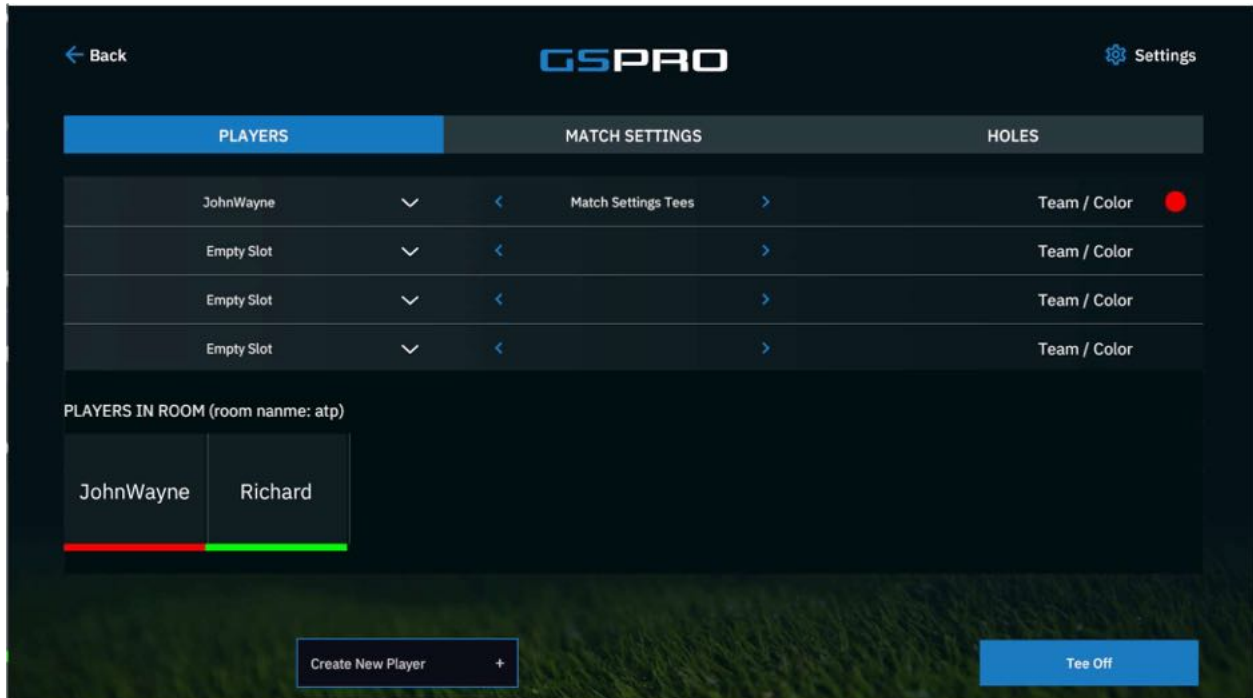 Back
GSPRO
Settings
PLAYERS
MATCH SETTINGS
HOLES
JohnWayne
Match Settings Tees
Team / Color
Empty Slot
Team / Color
Empty Slot
Team / Color
Empty Slot
Team / Color
PLAYERS IN ROOM (room nanme: atp)
JohnWayne
Richard
Create New Player +
Tee Off